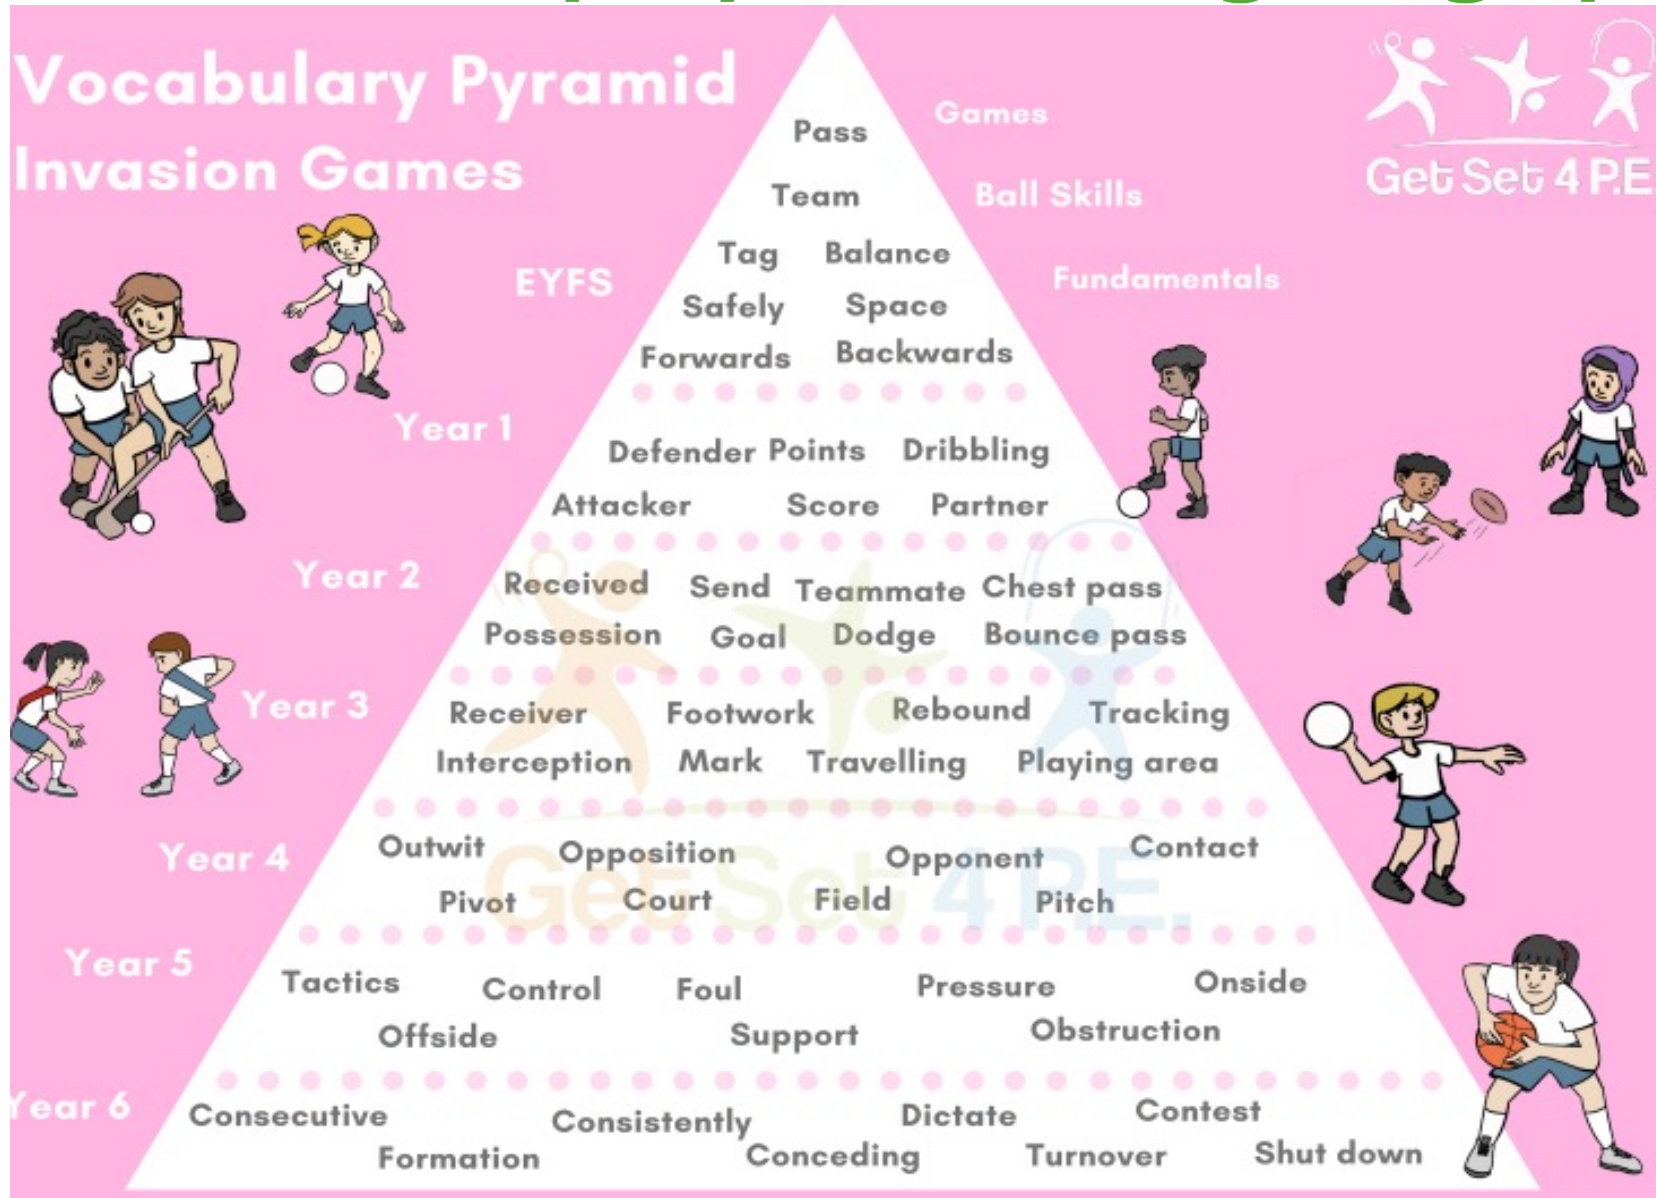 Vocabulary Pyramid
Invasion Games
Games
Ball Skills
Fundamentals
Get Set 4 P.E.
EYFS
Pass
Team
Tag Balance
Safely Space
Forwards Backwards
Year 1
Defender Points Dribbling
Attacker Score Partner
Year 2
Received Send Teammate Chest pass
Possession Goal Dodge Bounce pass
Year 3
Receiver Footwork Rebound Tracking
Interception Mark Travelling Playing area
Year 4
Outwit Opposition Opponent Contact
Pivot Court Field Pitch
Get Set 4 P.E.
Year 5
Tactics Control Foul Pressure Onside
Offside Support Obstruction
Year 6
Consecutive Consistently Dictate Contest
Formation Conceding Turnover Shut down